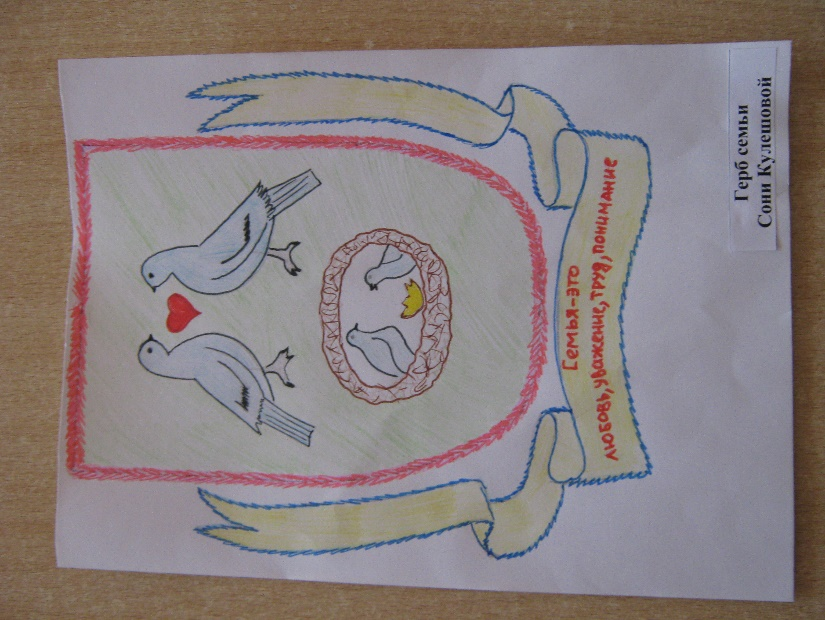 Семья-это
любовь, уважение, труд, понимание
Герб семьи
Сони Кулешовой